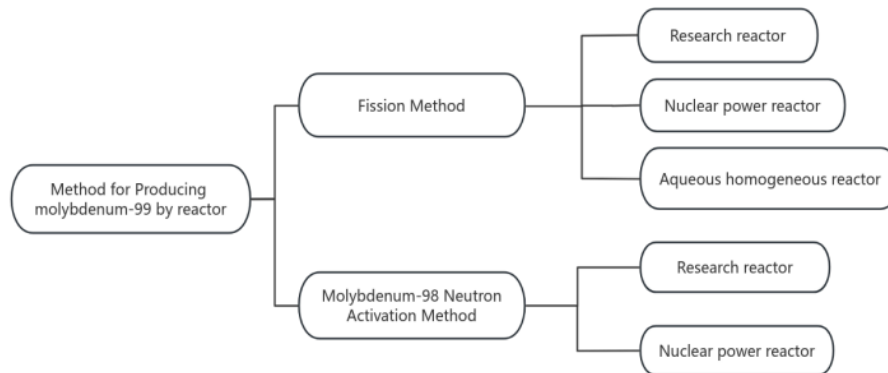 Method for Producing
molybdenum-99 by reactor
Fission Method
Research reactor
Nuclear power reactor
Aqueous homogeneous reactor
Molybdenum-98 Neutron
Activation Method
Research reactor
Nuclear power reactor